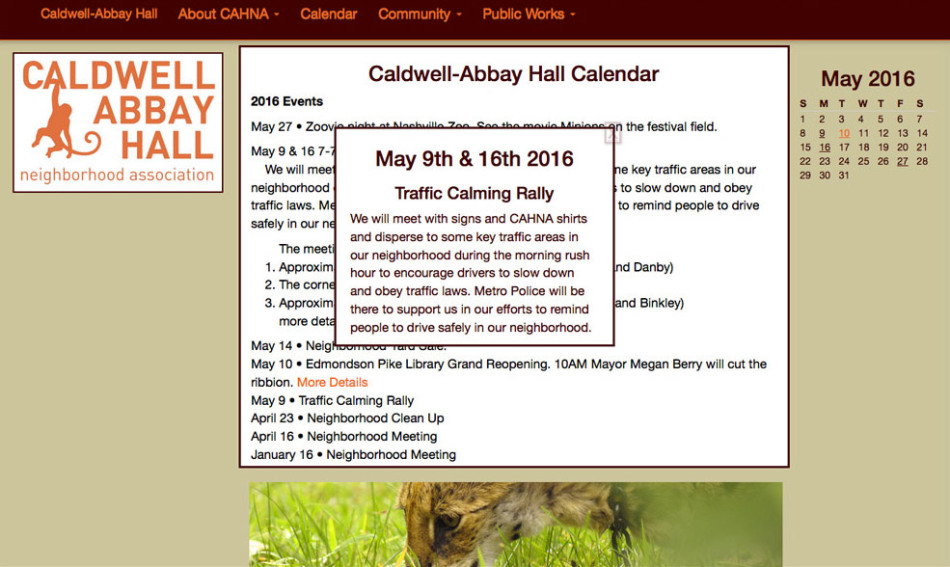 Caldwell-Abbay Hall About CAHNA Calendar Community Public Works
CALDWELL
ABBAY
HALL
neighborhood association
Caldwell-Abbay Hall Calendar
2016 Events
May 27 • Zoovie night at Nashville Zoo. See the movie Minions on the festival field.
May 9 & 16 7-7
We will meet
me key traffic areas in our
neighborhood
s to slow down and obey
traffic laws. Me
to remind people to drive
safely in our ne
The meeti
1. Approxim
nd Danby)
2. The corne
3. Approxim
and Binkley)
more deta
May 14 • Neighborhood Yard Sale.
May 10 • Edmondson Pike Library Grand Reopening. 10AM Mayor Megan Berry will cut the
ribbon. More Details
May 9 • Traffic Calming Rally
April 23 • Neighborhood Clean Up
April 16 • Neighborhood Meeting
January 16 • Neighborhood Meeting
May 9th & 16th 2016
Traffic Calming Rally
We will meet with signs and CAHNA shirts
and disperse to some key traffic areas in
our neighborhood during the morning rush
hour to encourage drivers to slow down
and obey traffic laws. Metro Police will be
there to support us in our efforts to remind
people to drive safely in our neighborhood.
May 2016
S M T W T F S
1 2 3 4 5 6 7
8 9 10 11 12 13 14
15 16 17 18 19 20 21
22 23 24 25 26 27 28
29 30 31